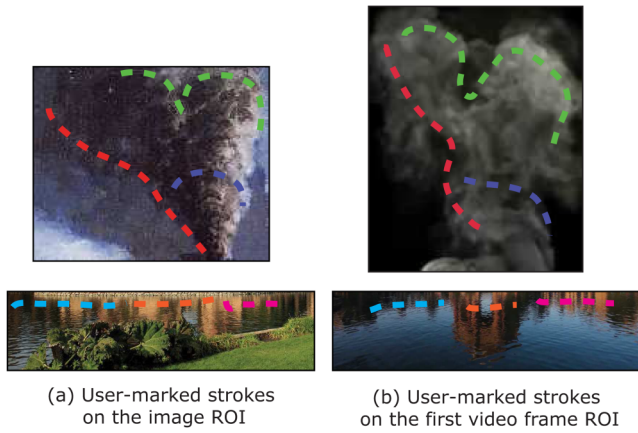 (a) User-marked strokes
on the image ROI
(b) User-marked strokes
on the first video frame ROI